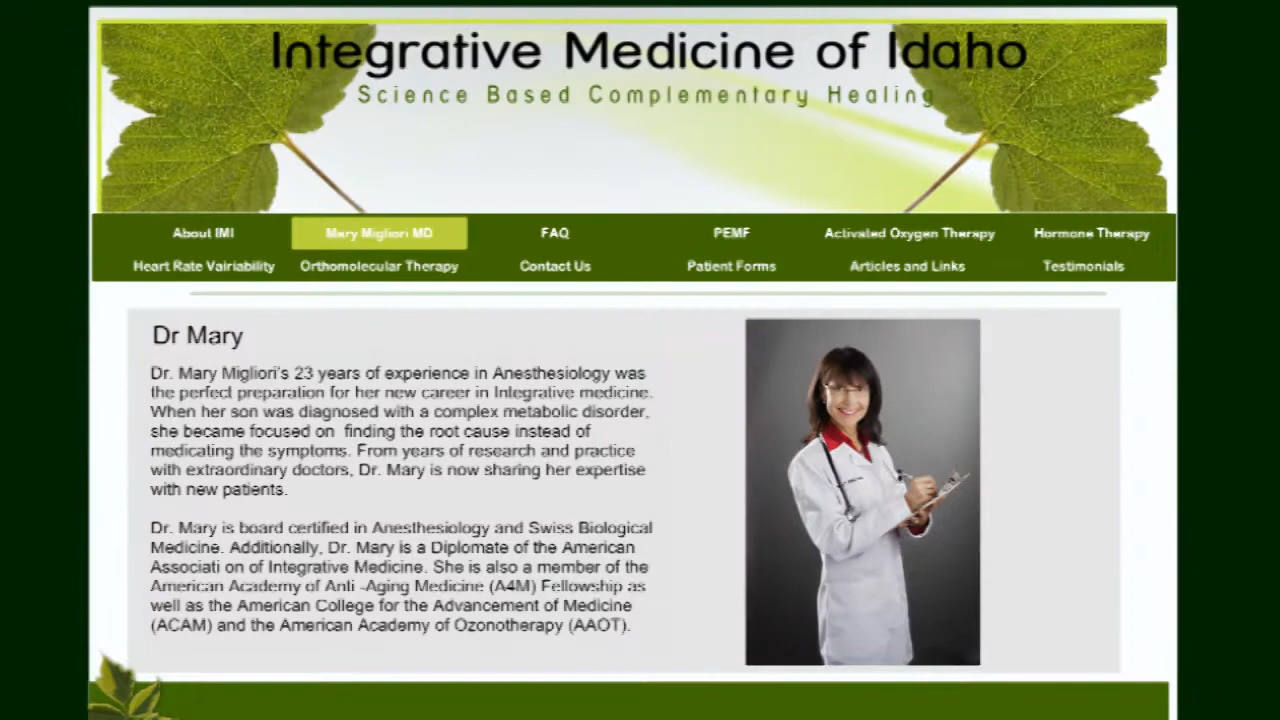 Integrative Medicine of Idaho
Science Based Complementary Healing
About IMI Mary Migliori MD FAQ PEMF Activated Oxygen Therapy Hormone Therapy
Heart Rate Vairiability Orthomolecular Therapy Contact Us Patient Forms Articles and Links Testimonials
Dr Mary
Dr. Mary Migliori's 23 years of experience in Anesthesiology was
the perfect preparation for her new career in Integrative medicine.
When her son was diagnosed with a complex metabolic disorder,
she became focused on finding the root cause instead of
medicating the symptoms. From years of research and practice
with extraordinary doctors, Dr. Mary is now sharing her expertise
with new patients.
Dr. Mary is board certified in Anesthesiology and Swiss Biological
Medicine. Additionally, Dr. Mary is a Diplomate of the American
Associati on of Integrative Medicine. She is also a member of the
American Academy of Anti -Aging Medicine (A4M) Fellowship as
well as the American College for the Advancement of Medicine
(ACAM) and the American Academy of Ozonotherapy (AAOT).